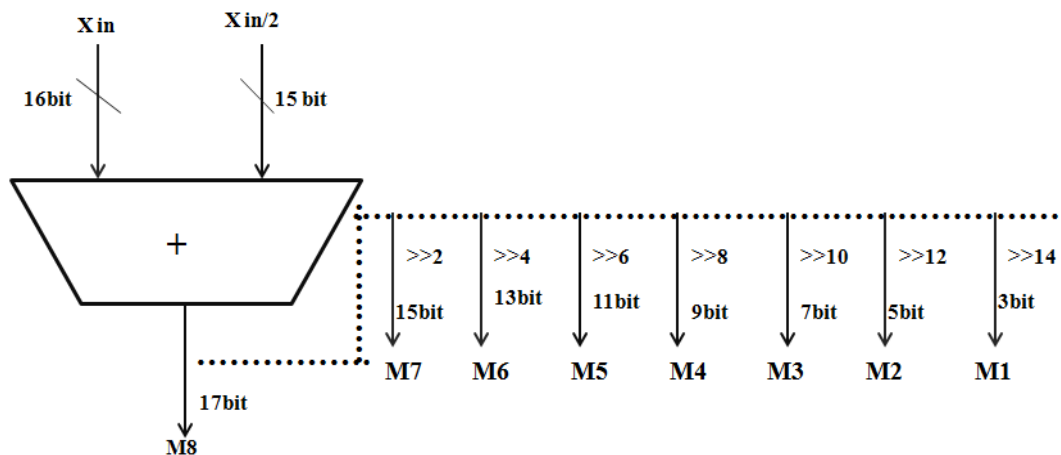 X in
X in/2
16bit
15 bit
+
>>2
>>4
>>6
>>8
>>10
>>12
>>14
15bit
13bit
11bit
9bit
7bit
5bit
3bit
M7
M6
M5
M4
M3
M2
M1
17bit
M8